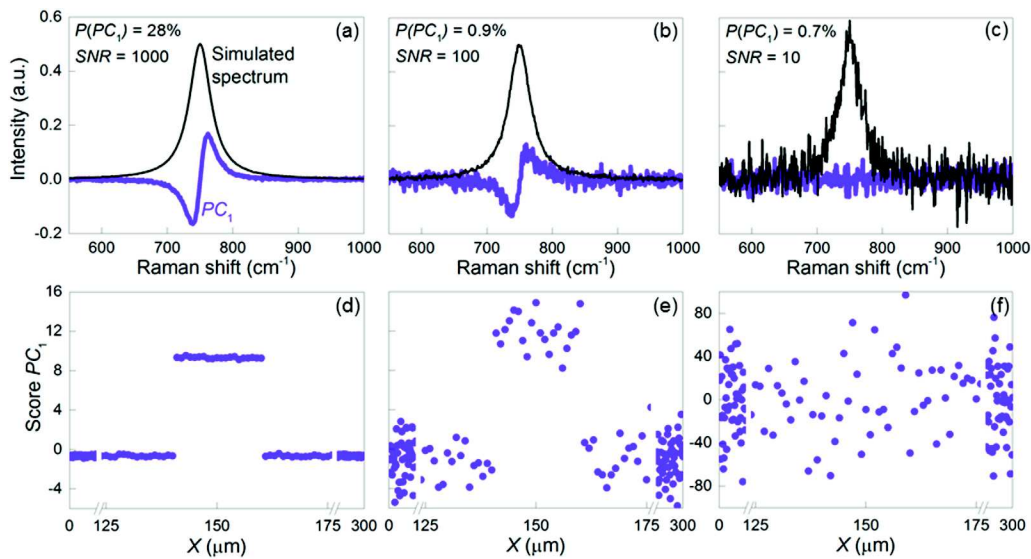 P(PC₁) = 28%
SNR = 1000
(a)
Simulated
spectrum
PC₁
P(PC₁) = 0.9%
SNR = 100
(b)
P(PC₁) = 0.7%
SNR = 10
(c)
Intensity (a.u.)
0.6
0.4
0.2
0.0
-0.2
600 700 800 900 1000
600 700 800 900 1000
600 700 800 900 1000
Raman shift (cm⁻¹)
Raman shift (cm⁻¹)
Raman shift (cm⁻¹)
(d)
(e)
(f)
Score PC₁
16
12
8
4
0
-4
80
40
0
-40
-80
0 125 150 175 300
0 125 150 175 300
0 125 150 175 300
X (μm)
X (μm)
X (μm)